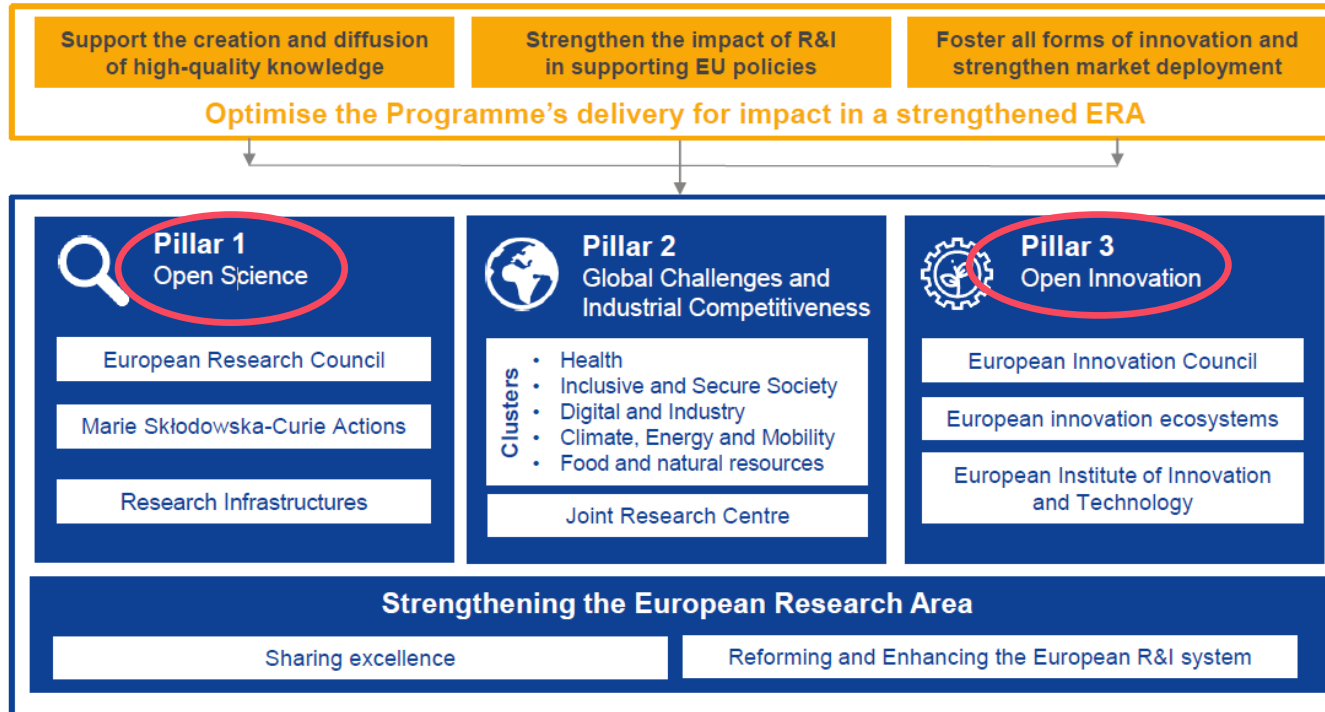 Support the creation and diffusion
of high-quality knowledge
Strengthen the impact of R&I
in supporting EU policies
Foster all forms of innovation and
strengthen market deployment
Optimise the Programme's delivery for impact in a strengthened ERA
Pillar 1
Open Science
European Research Council
Marie Skłodowska-Curie Actions
Research Infrastructures
Pillar 2
Global Challenges and
Industrial Competitiveness
Clusters
• Health
• Inclusive and Secure Society
• Digital and Industry
• Climate, Energy and Mobility
• Food and natural resources
Joint Research Centre
Pillar 3
Open Innovation
European Innovation Council
European innovation ecosystems
European Institute of Innovation
and Technology
Strengthening the European Research Area
Sharing excellence
Reforming and Enhancing the European R&I system